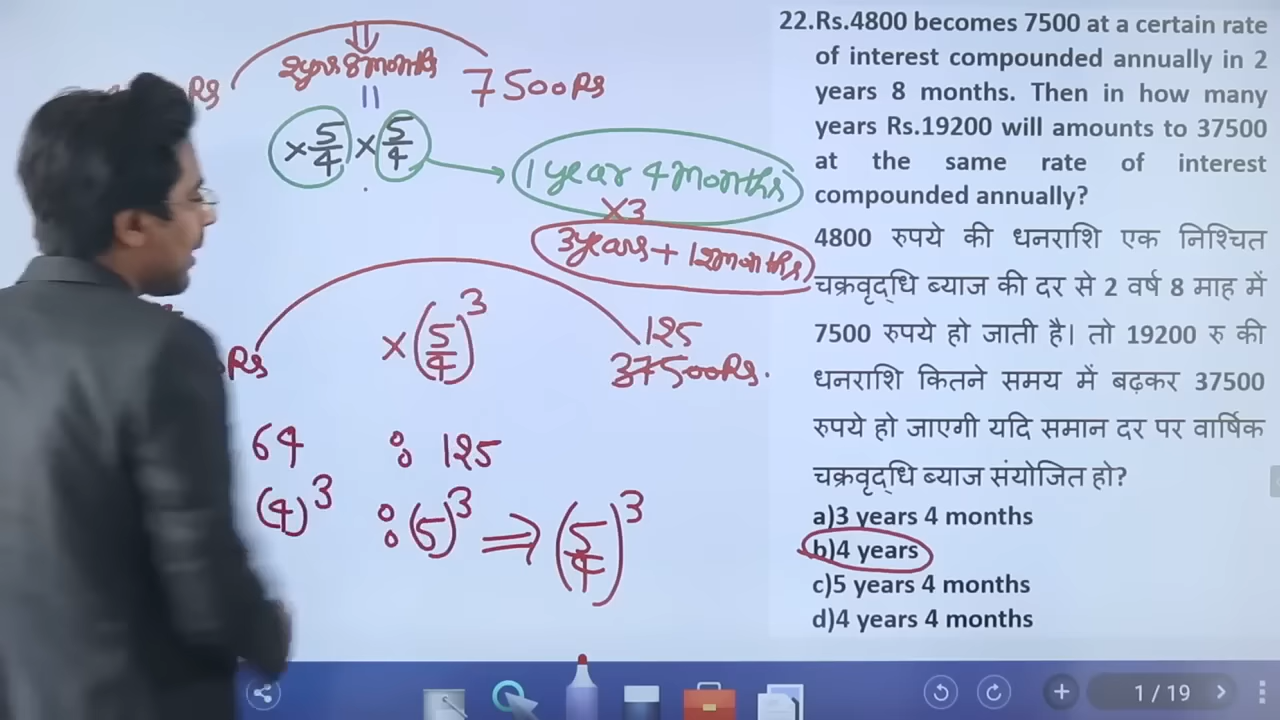 2yrs 8months
Rs
7500Rs
×5/4 × 5/4
1year 4months
×3
3years + 12months
×(5/4)^3
125
Rs
37500Rs.
64 : 125
(4)^3 : (5)^3 ⇒ (5/4)^3
22.Rs.4800 becomes 7500 at a certain rate
of interest compounded annually in 2
years 8 months. Then in how many
years Rs.19200 will amounts to 37500
at the same rate of interest
compounded annually?
4800 रुपये की धनराशि एक निश्चित
चक्रवृद्धि ब्याज की दर से 2 वर्ष 8 माह में
7500 रुपये हो जाती है। तो 19200 रु की
धनराशि कितने समय में बढ़कर 37500
रुपये हो जाएगी यदि समान दर पर वार्षिक
चक्रवृद्धि ब्याज संयोजित हो?
a)3 years 4 months
b)4 years
c)5 years 4 months
d)4 years 4 months
1 / 19